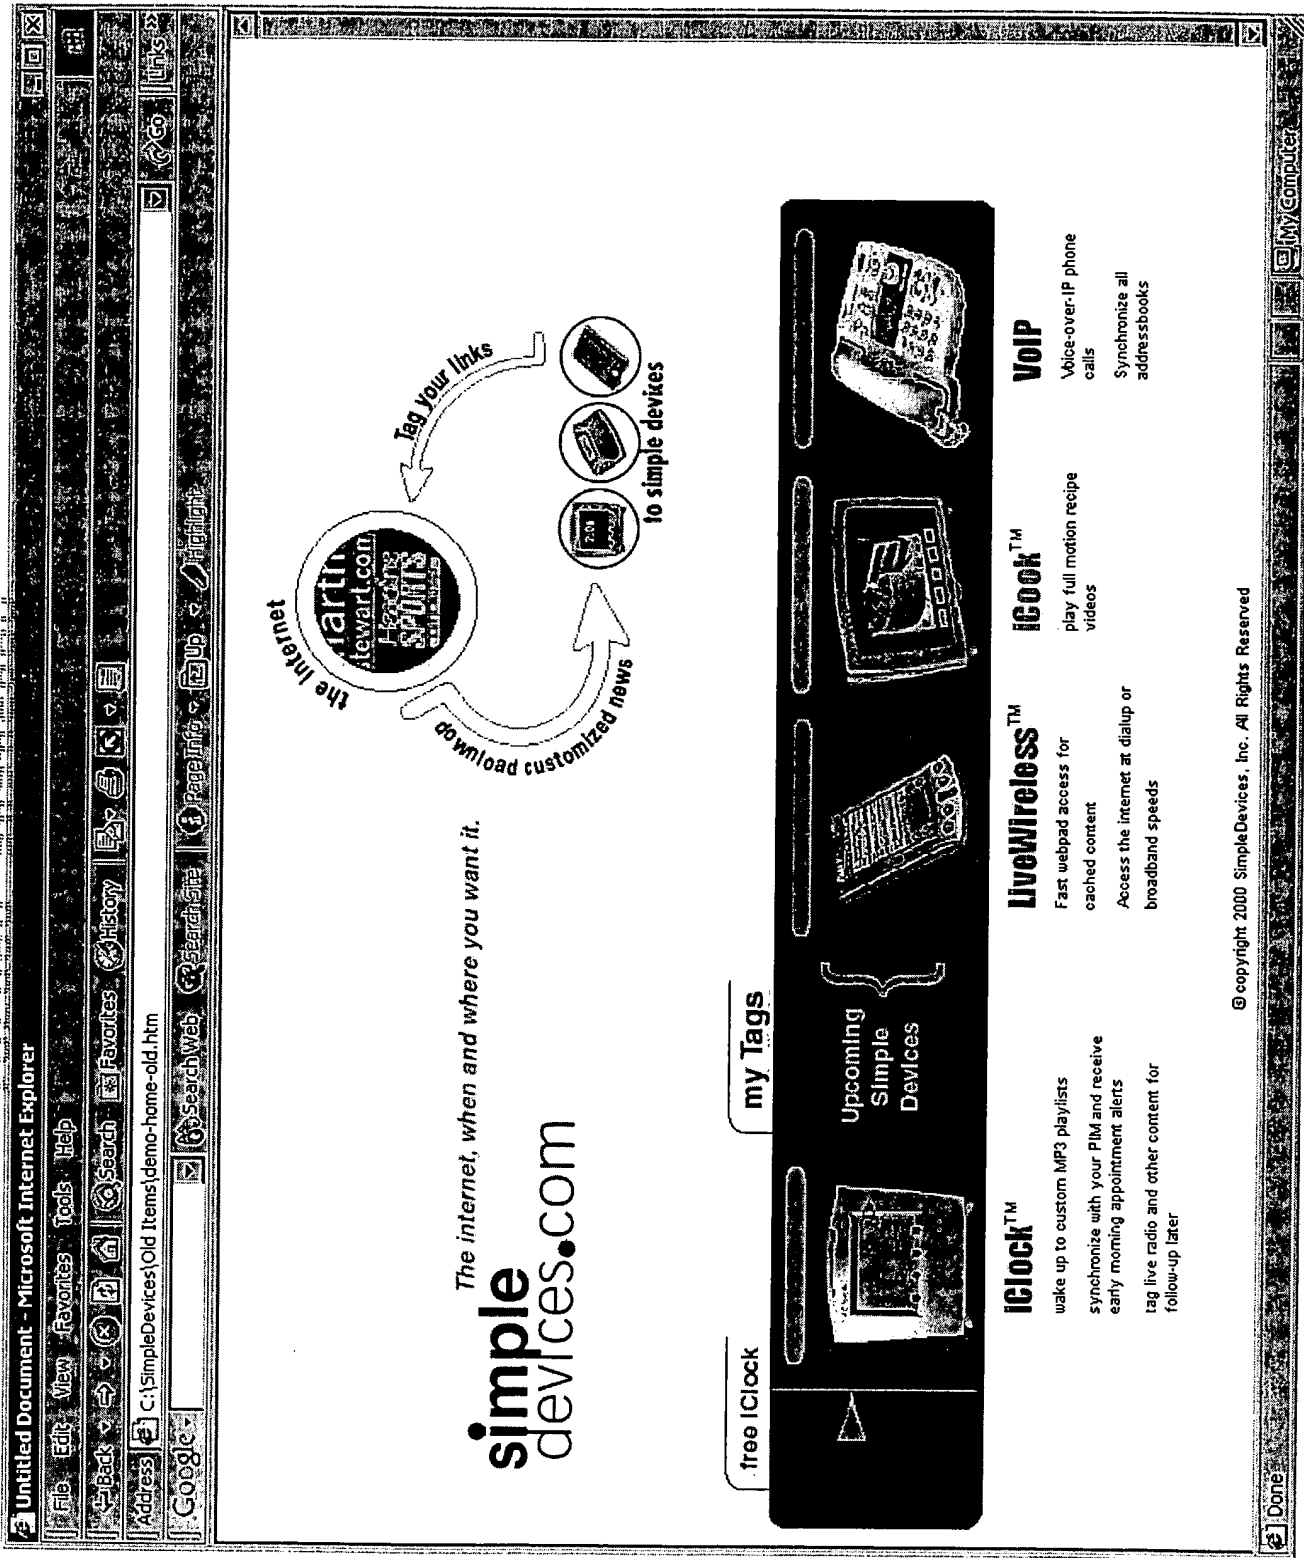 Untitled Document - Microsoft Internet Explorer
File Edit View Favorites Tools Help
Back Search Favorites History
Address C:\SimpleDevices\Old Items\demo-home-old.htm Go Links »
Google Search Web Search Site Page Info Up Highlight
the Internet
lewart.com
SPORTS
Tag your links
download customized news
to simple devices
The internet, when and where you want it.
simple
devices.com
free iClock
my Tags
Upcoming
Simple
Devices
iClock™
wake up to custom MP3 playlists
synchronize with your PIM and receive
early morning appointment alerts
tag live radio and other content for
follow-up later
LiveWireless™
Fast webpad access for
cached content
Access the internet at dialup or
broadband speeds
iCook™
play full motion recipe
videos
VoIP
Voice-over-IP phone
calls
Synchronize all
addressbooks
© copyright 2000 SimpleDevices, Inc. All Rights Reserved
Done My Computer